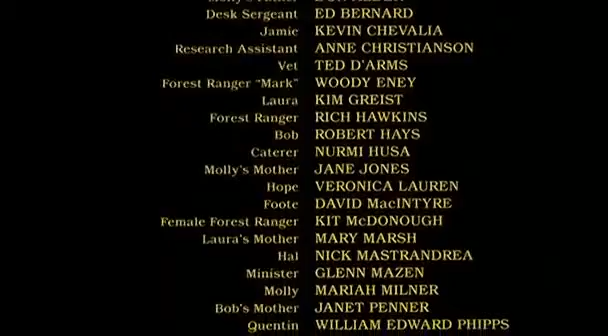 Desk Sergeant ED BERNARD
Jamie KEVIN CHEVALIA
Research Assistant ANNE CHRISTIANSON
Vet TED D'ARMS
Forest Ranger "Mark" WOODY ENEY
Laura KIM GREIST
Forest Ranger RICH HAWKINS
Bob ROBERT HAYS
Caterer NURMI HUSA
Molly's Mother JANE JONES
Hope VERONICA LAUREN
Foote DAVID MacINTYRE
Female Forest Ranger KIT McDONOUGH
Laura's Mother MARY MARSH
Hal NICK MASTRANDREA
Minister GLENN MAZEN
Molly MARIAH MILNER
Bob's Mother JANET PENNER
Quentin WILLIAM EDWARD PHIPPS